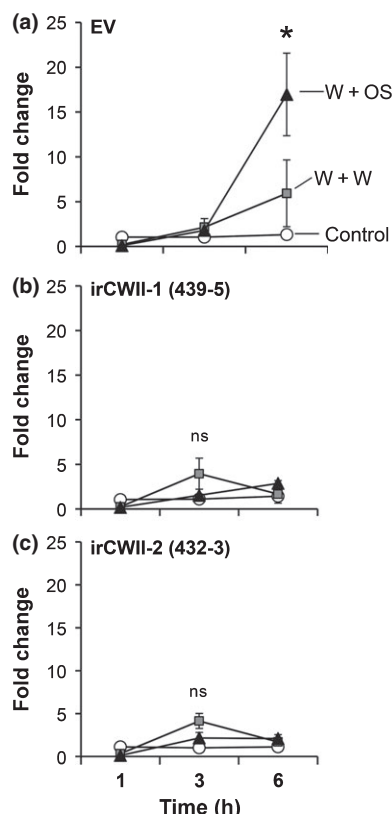 (a) EV
*
25
20
15
10
5
0
Fold change
W + OS
W + W
Control
(b) irCWII-1 (439-5)
25
20
15
10
5
0
Fold change
ns
(c) irCWII-2 (432-3)
25
20
15
10
5
0
Fold change
ns
1 3 6
Time (h)